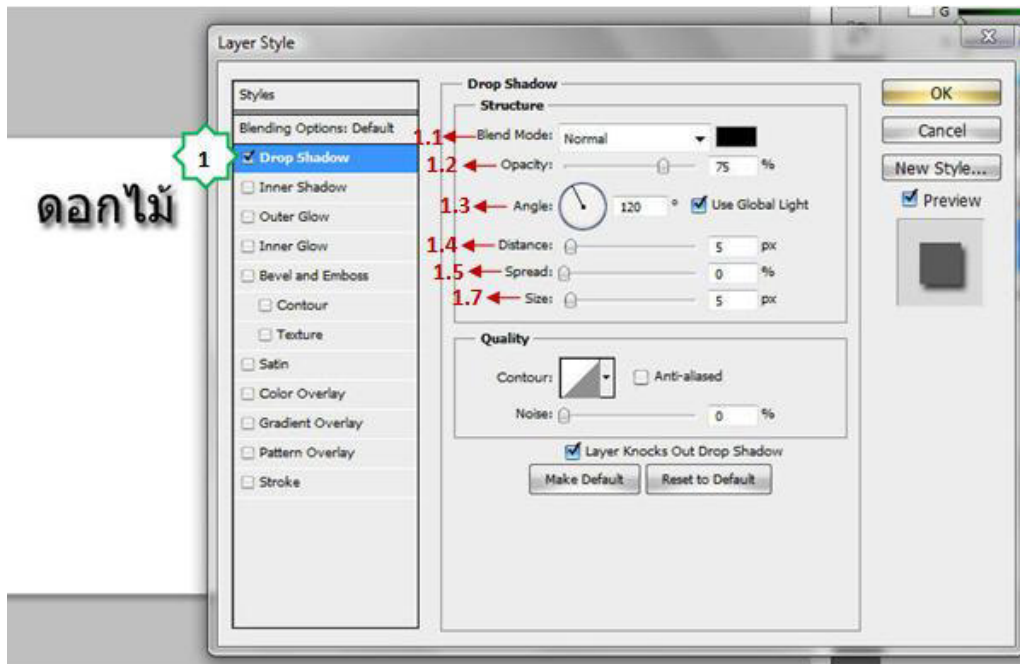 G
Layer Style
Styles
Blending Options: Default
1
Drop Shadow
Inner Shadow
Outer Glow
Inner Glow
Bevel and Emboss
Contour
Texture
Satin
Color Overlay
Gradient Overlay
Pattern Overlay
Stroke
ดอกไม้
Drop Shadow
Structure
1.1 Blend Mode: Normal
1.2 Opacity: 75 %
1.3 Angle: 120 ° Use Global Light
1.4 Distance: 5 px
1.5 Spread: 0 %
1.7 Size: 5 px
Quality
Contour: Anti-aliased
Noise: 0 %
Layer Knocks Out Drop Shadow
Make Default Reset to Default
OK
Cancel
New Style...
Preview